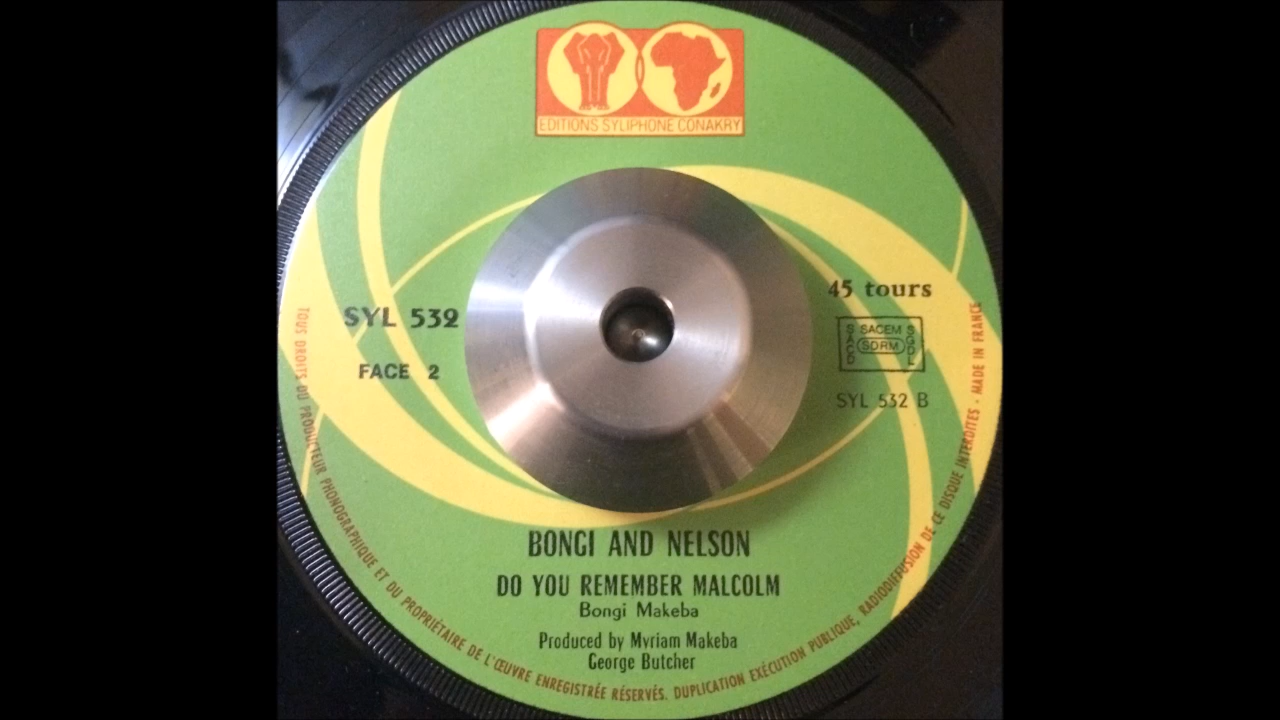 EDITIONS SYLIPHONE CONAKRY
45 tours
SYL 532
SACEM
SACD
SDRM
SGDL
FACE 2
SYL 532 B
BONGI AND NELSON
DO YOU REMEMBER MALCOLM
Bongi Makeba
Produced by Myriam Makeba
George Butcher
TOUS DROITS DU PRODUCTEUR PHONOGRAPHIQUE ET DU PROPRIÉTAIRE DE L'ŒUVRE ENREGISTRÉE RÉSERVÉS. DUPLICATION EXÉCUTION PUBLIQUE, RADIODIFFUSION DE CE DISQUE INTERDITES - MADE IN FRANCE